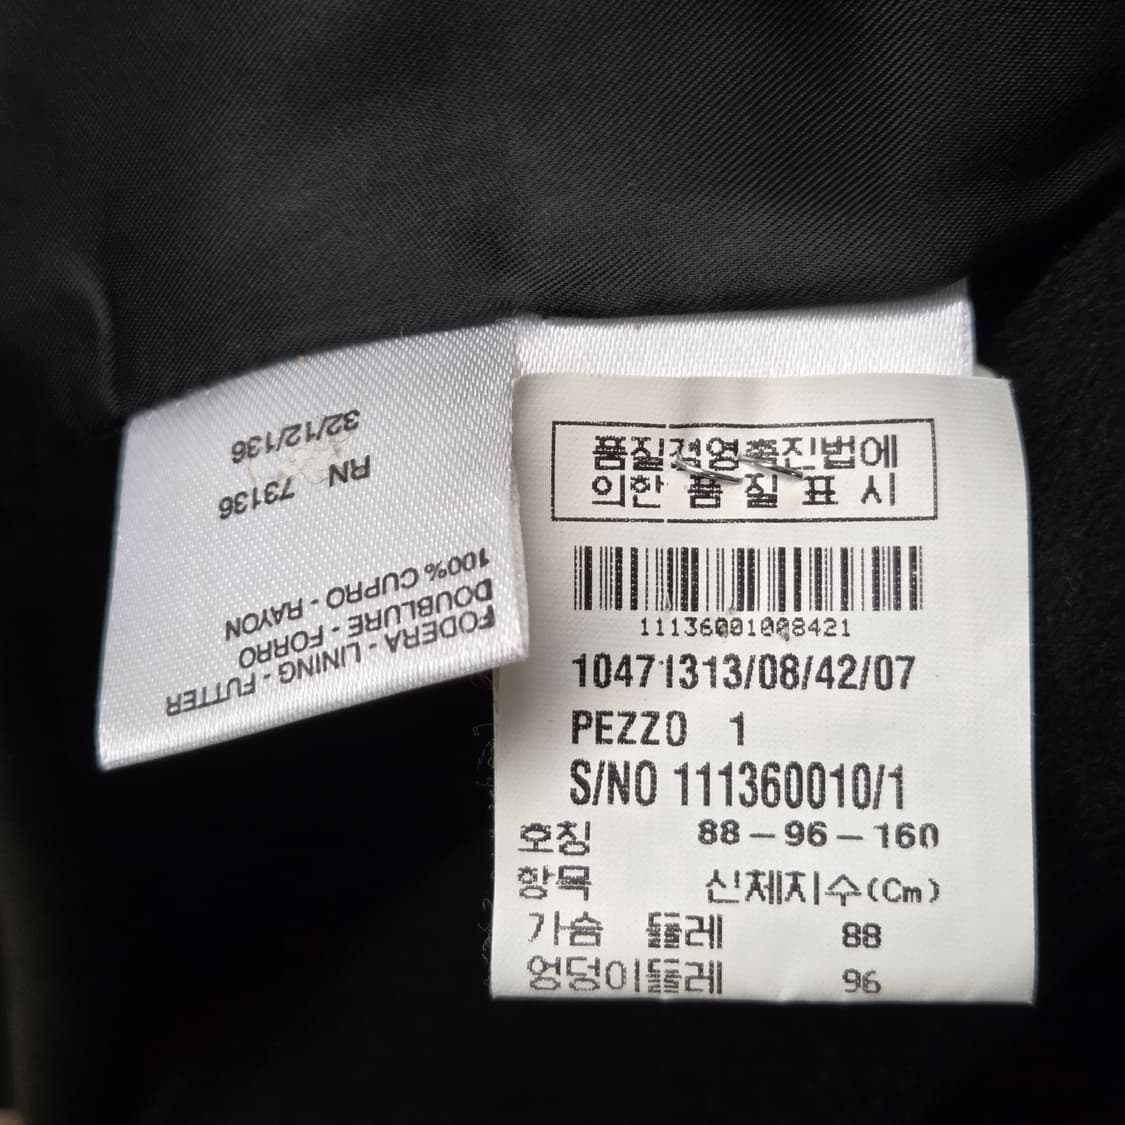 32/12/136
RN 73136
100% CUPRO - RAYON
DOUBLURE - FORRO
FODERA - LINING - FUTTER
품질경영촉진법에
의한 품질표시
11136001008421
10471313/08/42/07
PEZZO 1
S/NO 111360010/1
호칭 88-96-160
항목 신체지수(Cm)
가슴 둘레 88
엉덩이둘레 96